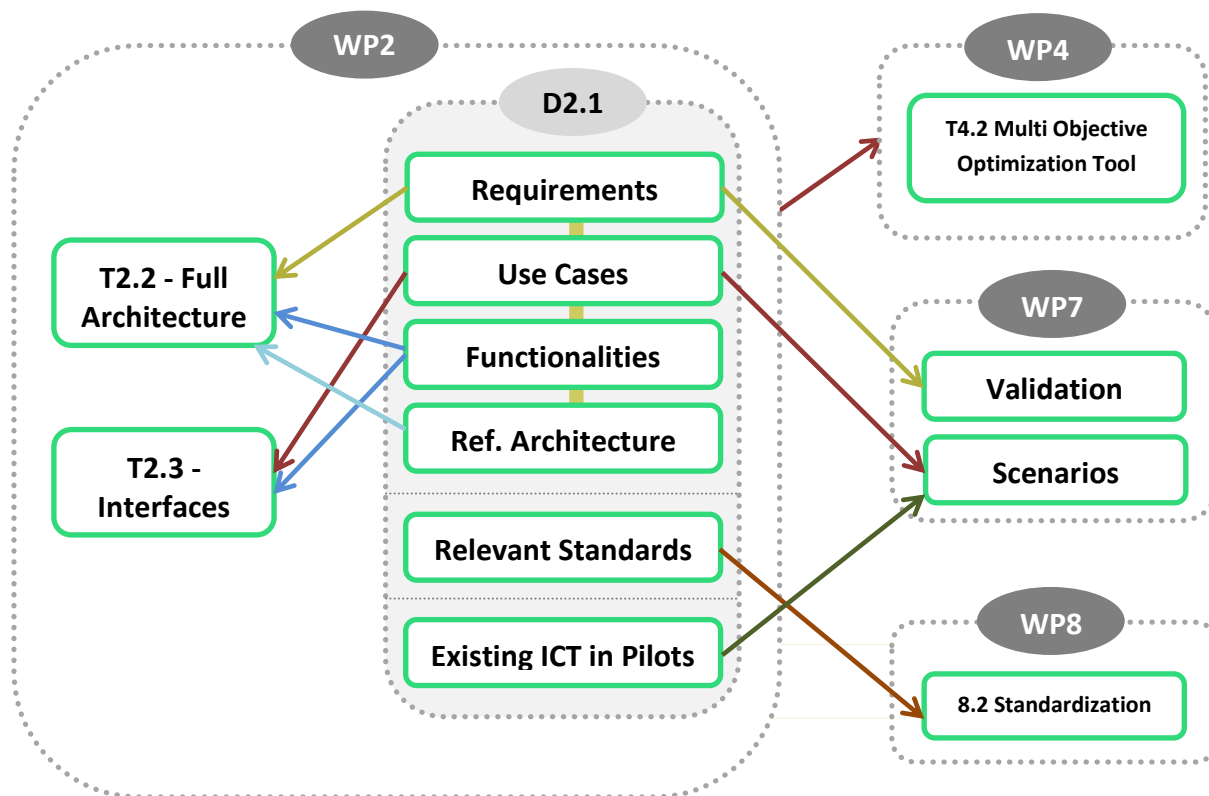 WP2
D2.1
Requirements
Use Cases
Functionalities
Ref. Architecture
Relevant Standards
Existing ICT in Pilots
T2.2 - Full
Architecture
T2.3 -
Interfaces
WP4
T4.2 Multi Objective
Optimization Tool
WP7
Validation
Scenarios
WP8
8.2 Standardization